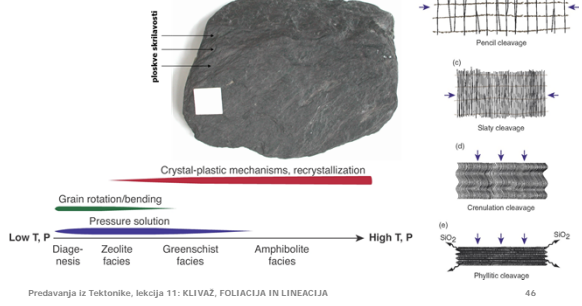 ploskve skrilavosti
Pencil cleavage
(c)
Slaty cleavage
(d)
Crenulation cleavage
(e)
SiO2
SiO2
Phyllitic cleavage
Crystal-plastic mechanisms, recrystallization
Grain rotation/bending
Pressure solution
Low T, P
High T, P
Diage-
nesis
Zeolite
facies
Greenschist
facies
Amphibolite
facies
Predavanja iz Tektonike, lekcija 11: KLIVAŽ, FOLIACIJA IN LINEACIJA
46